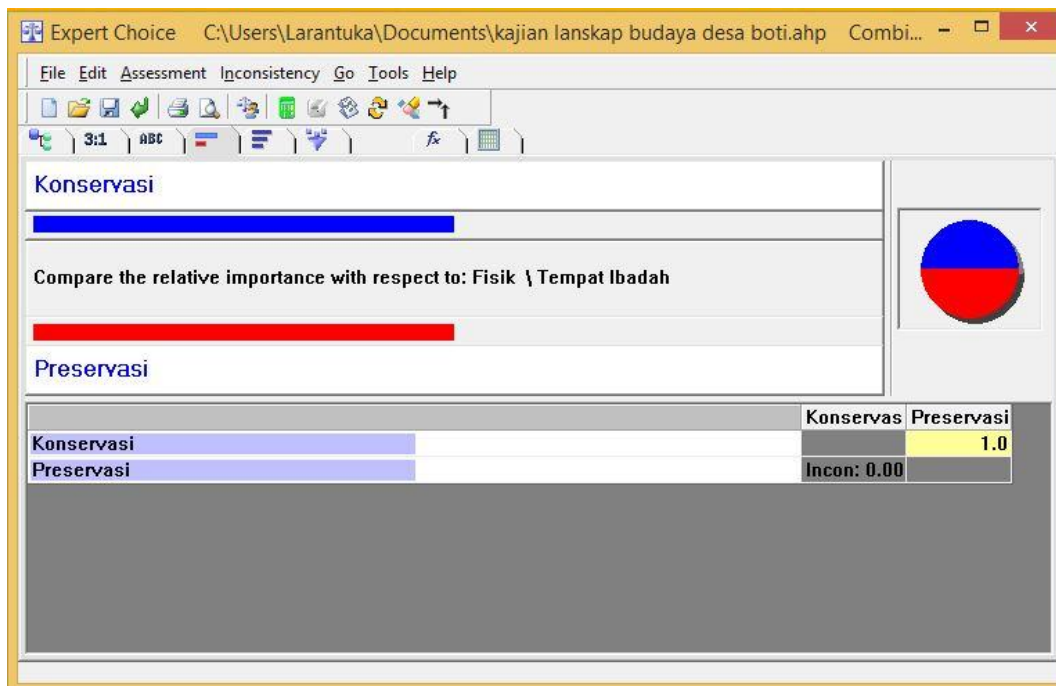 Expert Choice C:\Users\Larantuka\Documents\kajian lanskap budaya desa boti.ahp Combi...
File Edit Assessment Inconsistency Go Tools Help
3:1 ABC fx
Konservasi
Compare the relative importance with respect to: Fisik \ Tempat Ibadah
Preservasi
Konservas Preservasi
Konservasi 1.0
Preservasi Incon: 0.00